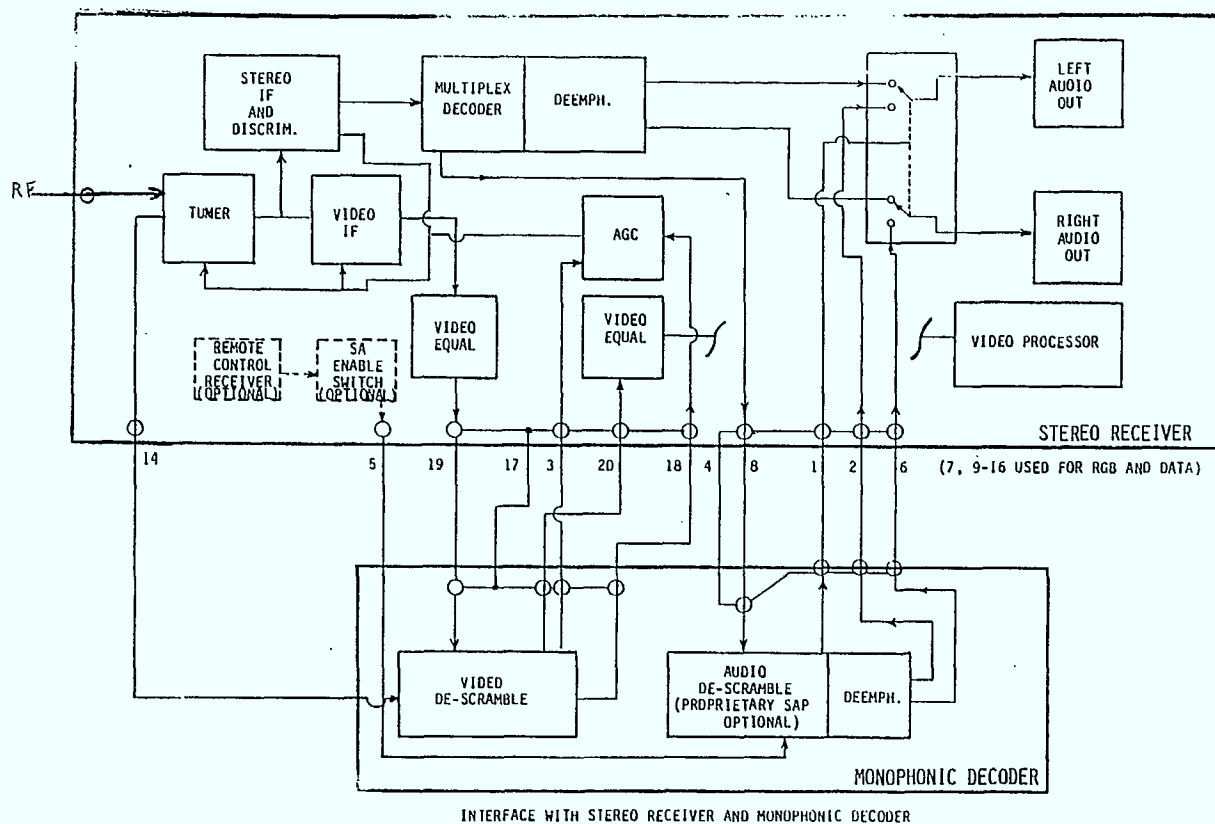 STEREO
IF
AND
DISCRIM.
MULTIPLEX
DECODER
DEEMPH.
LEFT
AUDIO
OUT
RF
TUNER
VIDEO
IF
AGC
RIGHT
AUDIO
OUT
VIDEO
EQUAL
VIDEO
EQUAL
VIDEO PROCESSOR
REMOTE
CONTROL
RECEIVER
(OPTIONAL)
SA
ENABLE
SWITCH
(OPTIONAL)
STEREO RECEIVER
14 5 19 17 3 20 18 4 8 1 2 6 (7, 9-16 USED FOR RGB AND DATA)
VIDEO
DE-SCRAMBLE
AUDIO
DE-SCRAMBLE
(PROPRIETARY SAP
OPTIONAL)
DEEMPH.
MONOPHONIC DECODER
INTERFACE WITH STEREO RECEIVER AND MONOPHONIC DECODER